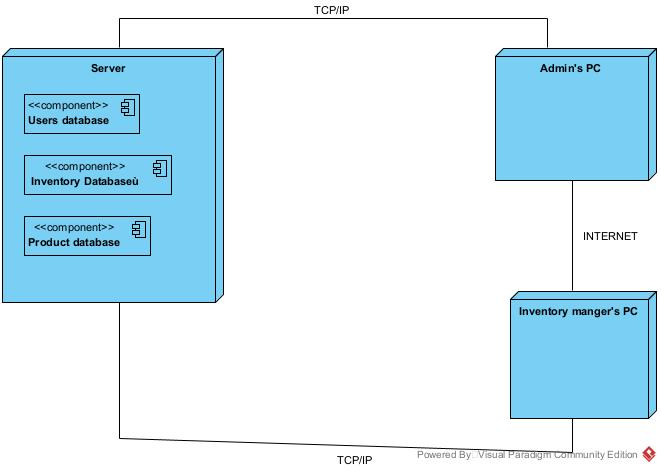 TCP/IP
Server
Admin's PC
<<component>>
Users database
<<component>>
Inventory Databaseù
<<component>>
Product database
INTERNET
Inventory manger's PC
Powered By: Visual Paradigm Community Edition
TCP/IP